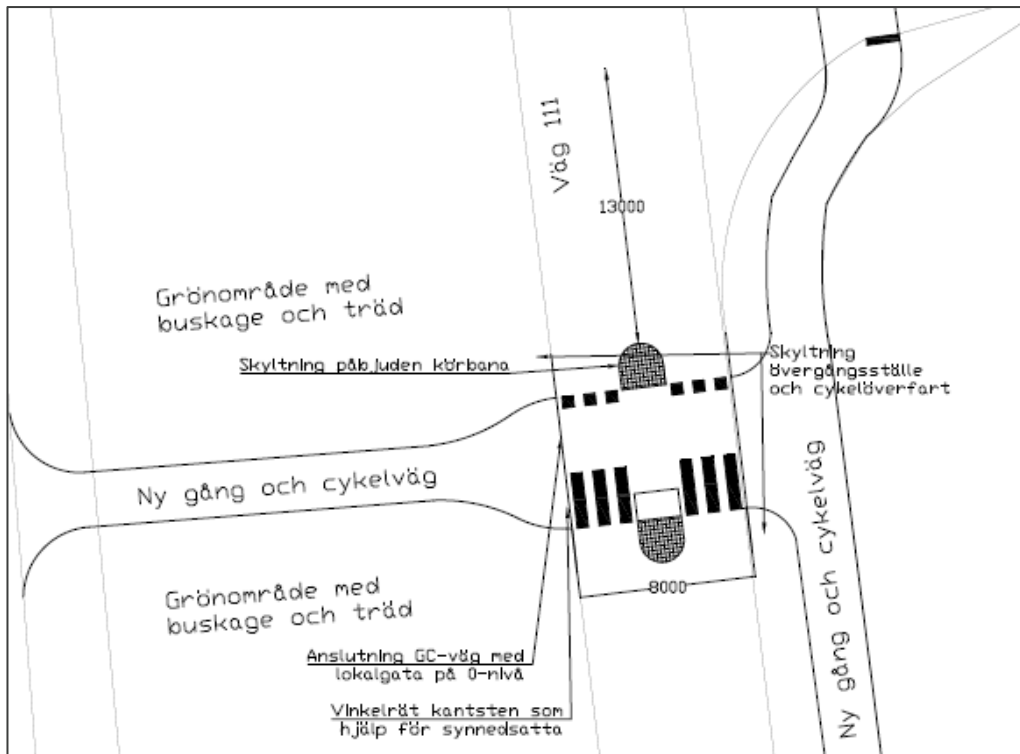 Väg 111
13000
Grönområde med
buskage och träd
Skyltning påbjuden körbana
Skyltning
övergångsställe
och cykelöverfart
Ny gång och cykelväg
Ny gång och cykelväg
8000
Grönområde med
buskage och träd
Anslutning GC-väg med
lokalgata på 0-nivå
Vinkelrät kantsten som
hjälp för synnedsatta